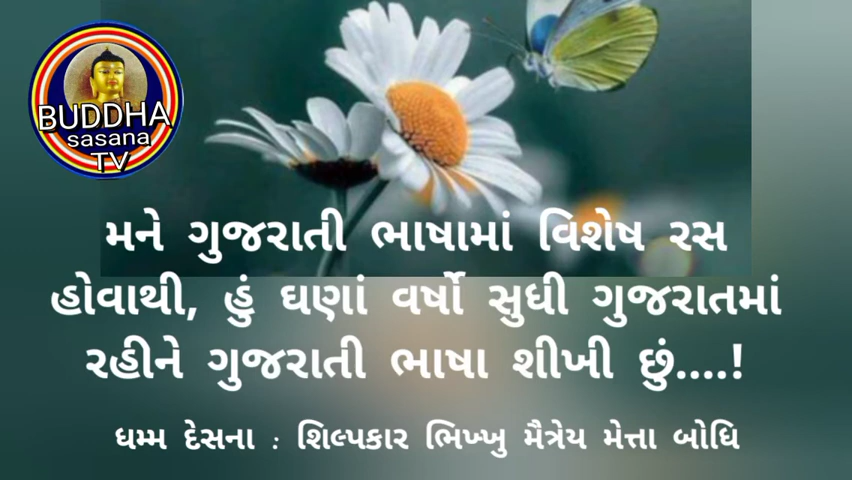 BUDDHA
sasana
TV
મને ગુજરાતી ભાષામાં વિશેષ રસ
હોવાથી, હું ઘણાં વર્ષો સુધી ગુજરાતમાં
રહીને ગુજરાતી ભાષા શીખી છું....!
ધમ્મ દેસના : શિલ્પકાર ભિખ્ખુ મૈત્રેય મેત્તા બોધિ